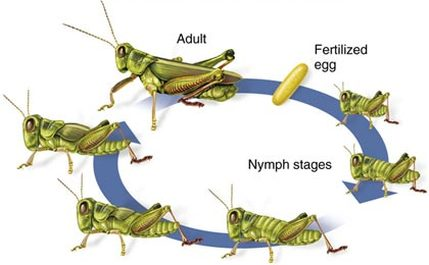 Adult
Fertilized
egg
Nymph stages